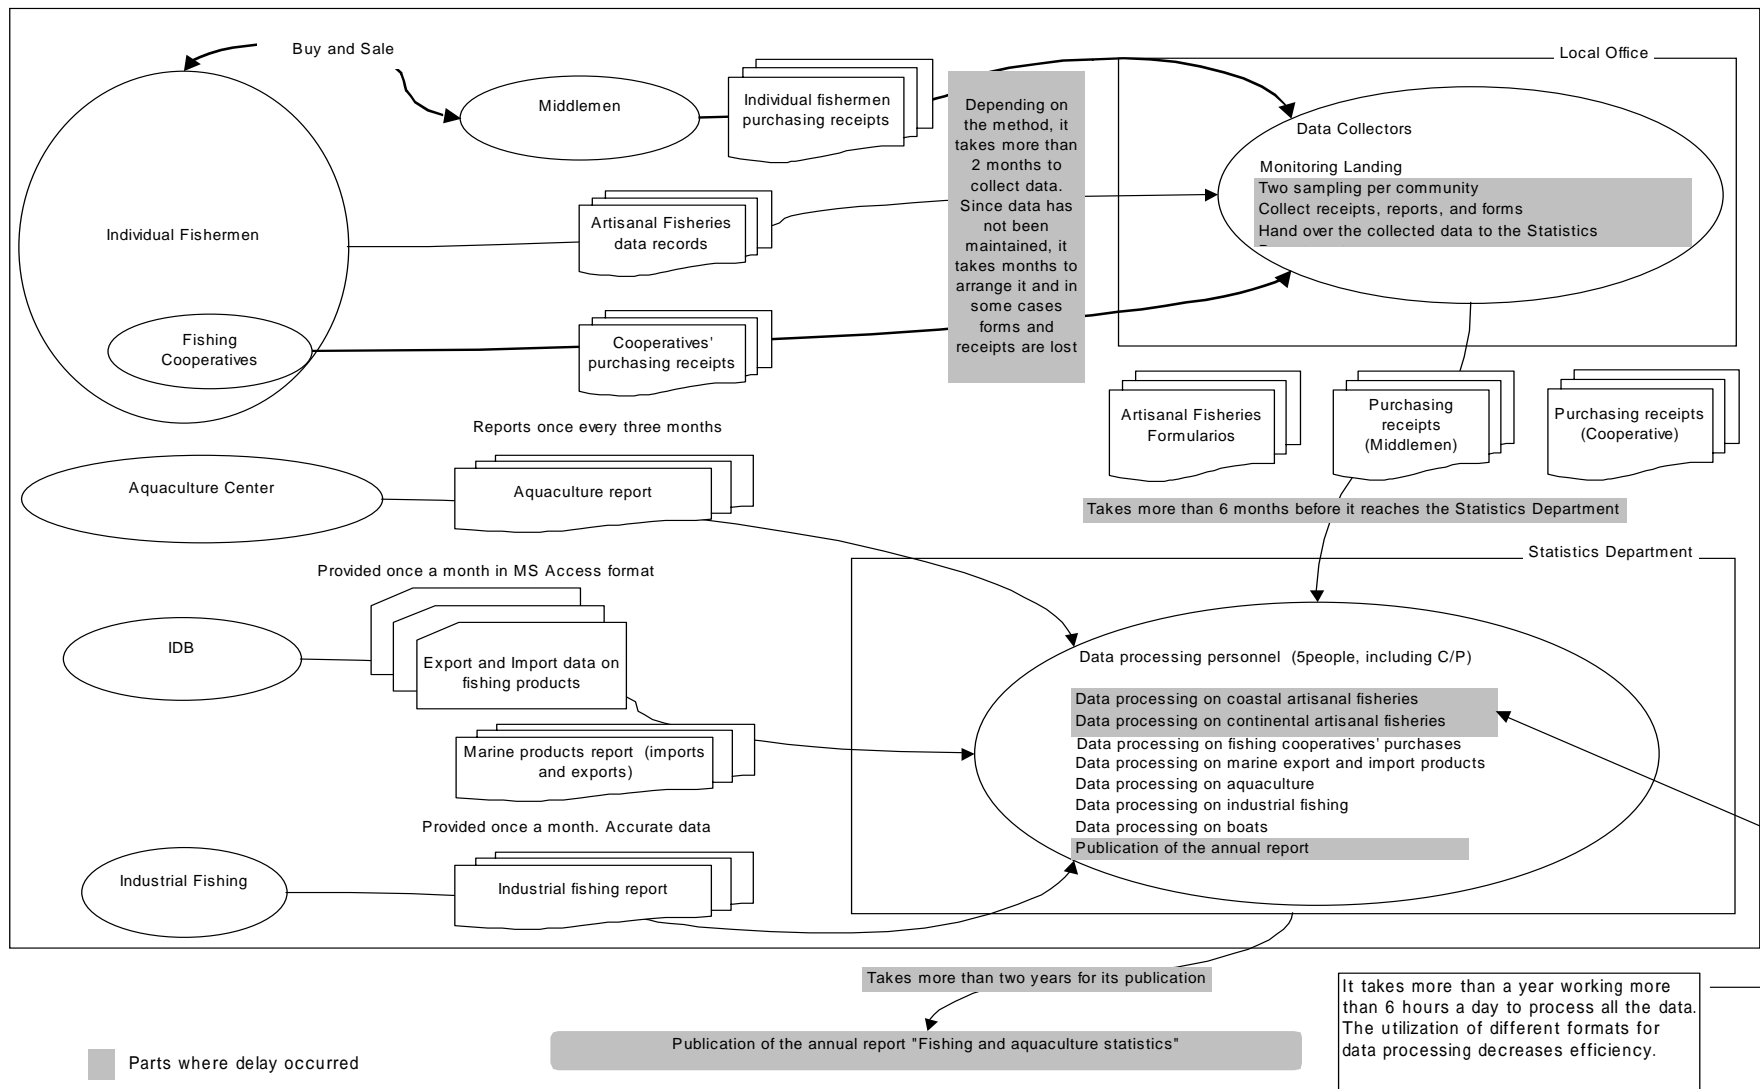 Local Office
Buy and Sale
Middlemen
Individual fishermen
purchasing receipts
Depending on
the method, it
takes more than
2 months to
collect data.
Since data has
not been
maintained, it
takes months to
arrange it and in
some cases
forms and
receipts are lost
Data Collectors
Monitoring Landing
Two sampling per community
Collect receipts, reports, and forms
Hand over the collected data to the Statistics
Individual Fishermen
Artisanal Fisheries
data records
Fishing
Cooperatives
Cooperatives'
purchasing receipts
Artisanal Fisheries
Formularios
Purchasing
receipts
(Middlemen)
Purchasing receipts
(Cooperative)
Reports once every three months
Aquaculture Center
Aquaculture report
Takes more than 6 months before it reaches the Statistics Department
Statistics Department
Provided once a month in MS Access format
IDB
Export and Import data on
fishing products
Marine products report (imports
and exports)
Data processing personnel (5people, including C/P)
Data processing on coastal artisanal fisheries
Data processing on continental artisanal fisheries
Data processing on fishing cooperatives' purchases
Data processing on marine export and import products
Data processing on aquaculture
Data processing on industrial fishing
Data processing on boats
Publication of the annual report
Provided once a month. Accurate data
Industrial Fishing
Industrial fishing report
Takes more than two years for its publication
It takes more than a year working more
than 6 hours a day to process all the data.
The utilization of different formats for
data processing decreases efficiency.
Publication of the annual report "Fishing and aquaculture statistics"
Parts where delay occurred